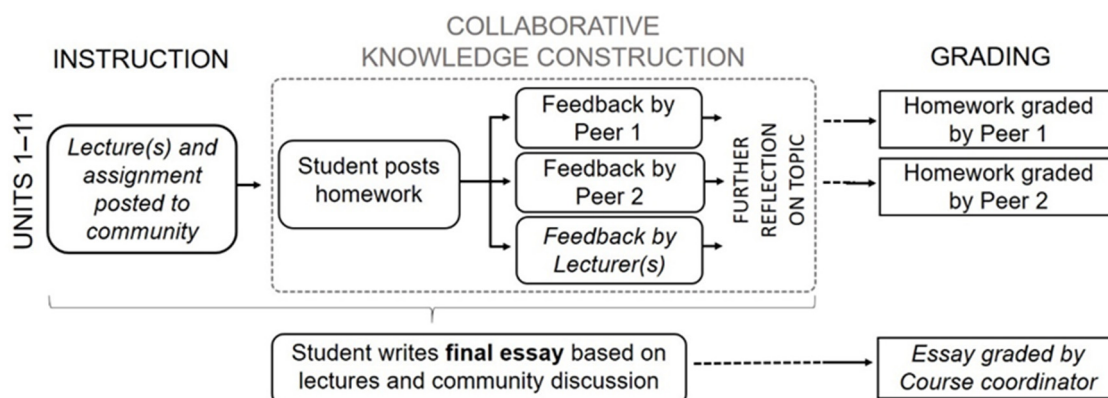 COLLABORATIVE
KNOWLEDGE CONSTRUCTION
INSTRUCTION
GRADING
UNITS 1–11
Lecture(s) and
assignment
posted to
community
Student posts
homework
Feedback by
Peer 1
Feedback by
Peer 2
Feedback by
Lecturer(s)
FURTHER
REFLECTION
ON TOPIC
Homework graded
by Peer 1
Homework graded
by Peer 2
Student writes final essay based on
lectures and community discussion
Essay graded by
Course coordinator